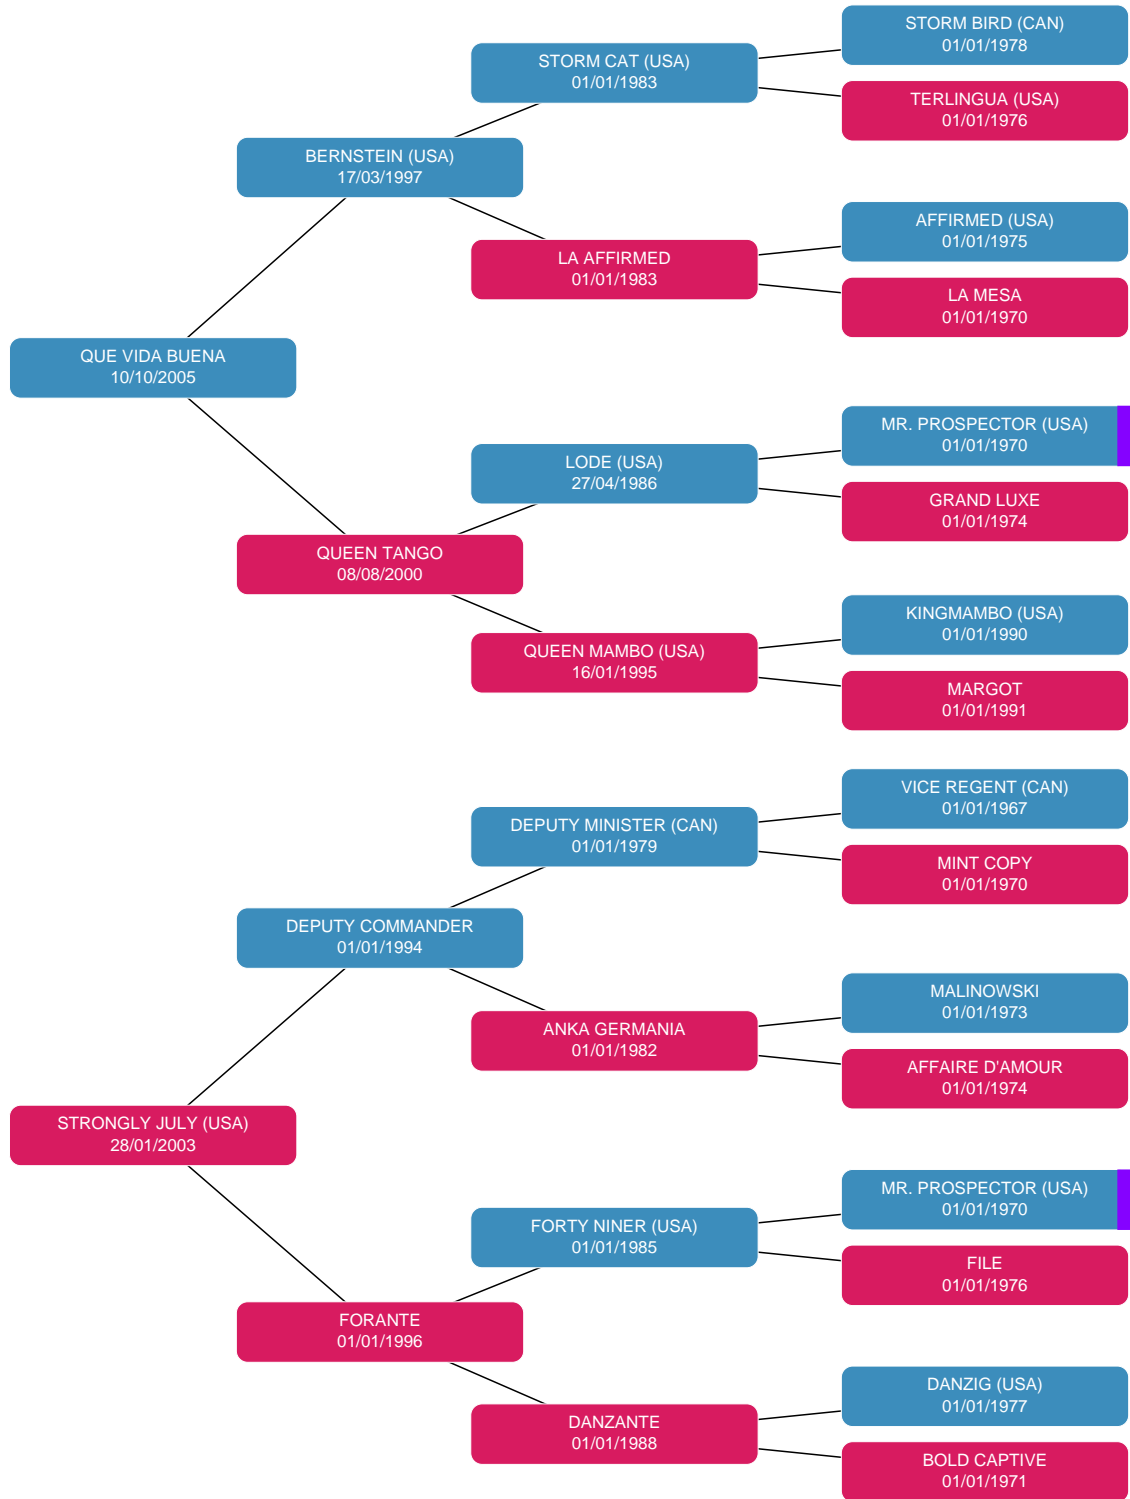 STORM BIRD (CAN)
01/01/1978
STORM CAT (USA)
01/01/1983
TERLINGUA (USA)
01/01/1976
BERNSTEIN (USA)
17/03/1997
AFFIRMED (USA)
01/01/1975
LA AFFIRMED
01/01/1983
LA MESA
01/01/1970
QUE VIDA BUENA
10/10/2005
MR. PROSPECTOR (USA)
01/01/1970
LODE (USA)
27/04/1986
GRAND LUXE
01/01/1974
QUEEN TANGO
08/08/2000
KINGMAMBO (USA)
01/01/1990
QUEEN MAMBO (USA)
16/01/1995
MARGOT
01/01/1991
VICE REGENT (CAN)
01/01/1967
DEPUTY MINISTER (CAN)
01/01/1979
MINT COPY
01/01/1970
DEPUTY COMMANDER
01/01/1994
MALINOWSKI
01/01/1973
ANKA GERMANIA
01/01/1982
AFFAIRE D'AMOUR
01/01/1974
STRONGLY JULY (USA)
28/01/2003
MR. PROSPECTOR (USA)
01/01/1970
FORTY NINER (USA)
01/01/1985
FILE
01/01/1976
FORANTE
01/01/1996
DANZIG (USA)
01/01/1977
DANZANTE
01/01/1988
BOLD CAPTIVE
01/01/1971